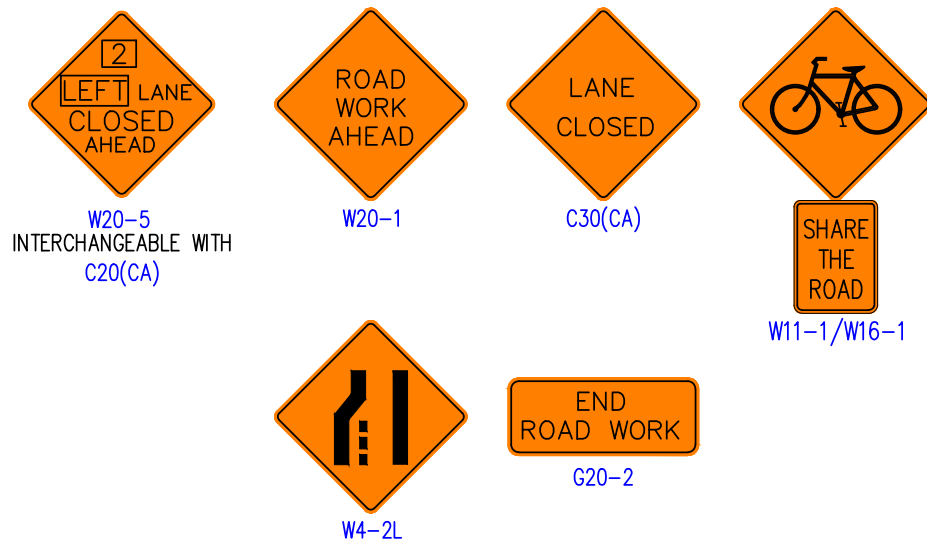 2
LEFT LANE
CLOSED
AHEAD
W20-5
INTERCHANGEABLE WITH
C20(CA)
ROAD
WORK
AHEAD
W20-1
LANE
CLOSED
C30(CA)
SHARE
THE
ROAD
W11-1/W16-1
W4-2L
END
ROAD WORK
G20-2